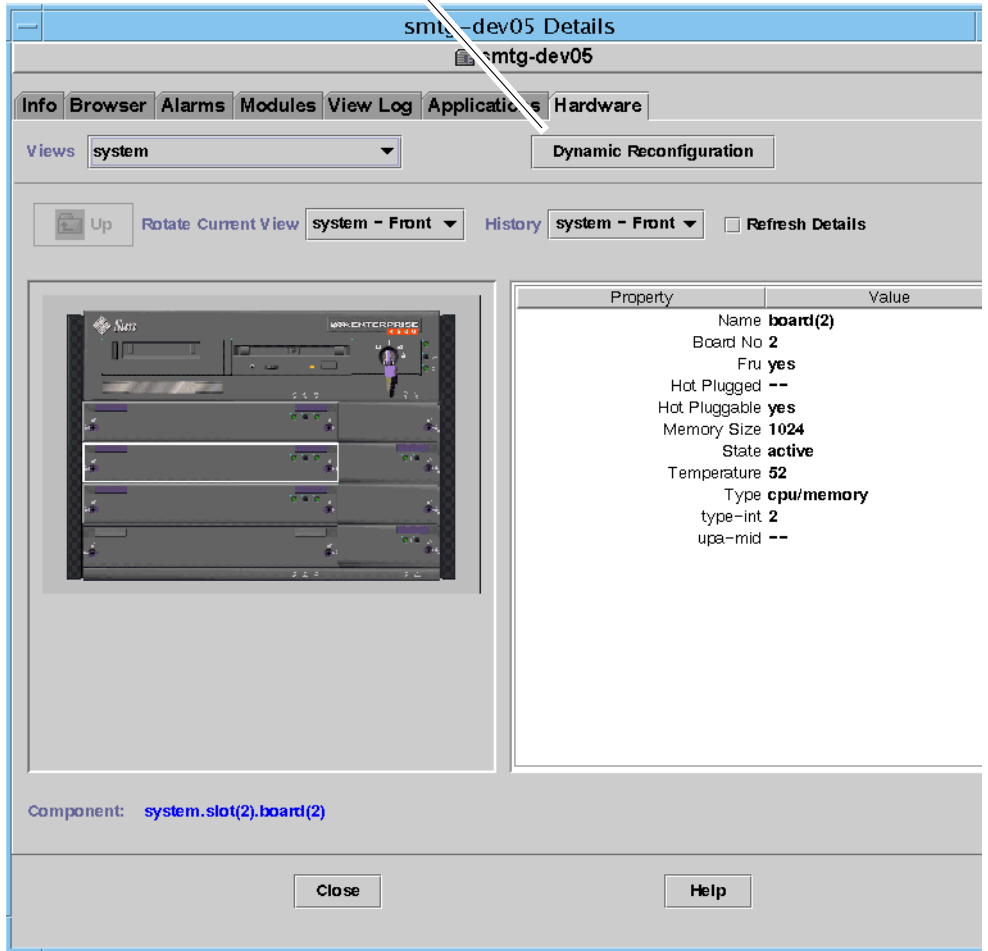 smtg-dev05 Details
smtg-dev05
Info Browser Alarms Modules View Log Applications Hardware
Views system Dynamic Reconfiguration
Up Rotate Current View system - Front History system - Front Refresh Details
Property Value
Name board(2)
Board No 2
Fru yes
Hot Plugged --
Hot Pluggable yes
Memory Size 1024
State active
Temperature 52
Type cpu/memory
type-int 2
upa-mid --
Sun ENTERPRISE
Component: system.slot(2).board(2)
Close Help